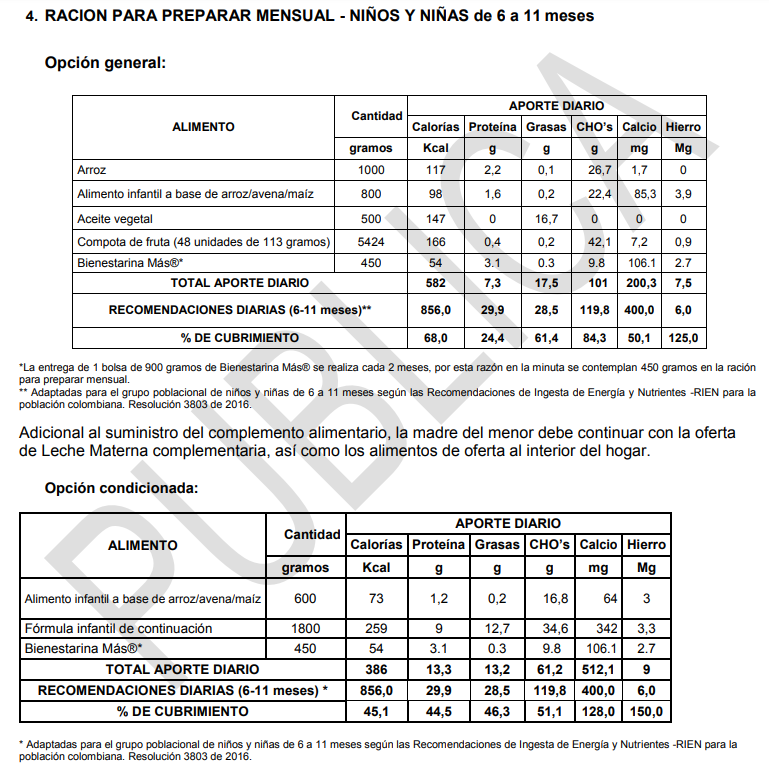 4. RACION PARA PREPARAR MENSUAL - NIÑOS Y NIÑAS de 6 a 11 meses
Opción general:
ALIMENTO Cantidad APORTE DIARIO
Calorías Proteína Grasas CHO's Calcio Hierro
gramos Kcal g g g mg Mg
Arroz 1000 117 2,2 0,1 26,7 1,7 0
Alimento infantil a base de arroz/avena/maíz 800 98 1,6 0,2 22,4 85,3 3,9
Aceite vegetal 500 147 0 16,7 0 0 0
Compota de fruta (48 unidades de 113 gramos) 5424 166 0,4 0,2 42,1 7,2 0,9
Bienestarina Más®* 450 54 3.1 0.3 9.8 106.1 2.7
TOTAL APORTE DIARIO 582 7,3 17,5 101 200,3 7,5
RECOMENDACIONES DIARIAS (6-11 meses)** 856,0 29,9 28,5 119,8 400,0 6,0
% DE CUBRIMIENTO 68,0 24,4 61,4 84,3 50,1 125,0
*La entrega de 1 bolsa de 900 gramos de Bienestarina Más® se realiza cada 2 meses, por esta razón en la minuta se contemplan 450 gramos en la ración
para preparar mensual.
** Adaptadas para el grupo poblacional de niños y niñas de 6 a 11 meses según las Recomendaciones de Ingesta de Energía y Nutrientes -RIEN para la
población colombiana. Resolución 3803 de 2016.
Adicional al suministro del complemento alimentario, la madre del menor debe continuar con la oferta
de Leche Materna complementaria, así como los alimentos de oferta al interior del hogar.
Opción condicionada:
ALIMENTO Cantidad APORTE DIARIO
Calorías Proteína Grasas CHO's Calcio Hierro
gramos Kcal g g g mg Mg
Alimento infantil a base de arroz/avena/maíz 600 73 1,2 0,2 16,8 64 3
Fórmula infantil de continuación 1800 259 9 12,7 34,6 342 3,3
Bienestarina Más®* 450 54 3.1 0.3 9.8 106.1 2.7
TOTAL APORTE DIARIO 386 13,3 13,2 61,2 512,1 9
RECOMENDACIONES DIARIAS (6-11 meses) * 856,0 29,9 28,5 119,8 400,0 6,0
% DE CUBRIMIENTO 45,1 44,5 46,3 51,1 128,0 150,0
* Adaptadas para el grupo poblacional de niños y niñas de 6 a 11 meses según las Recomendaciones de Ingesta de Energía y Nutrientes -RIEN para la
población colombiana. Resolución 3803 de 2016.
PUBLICA